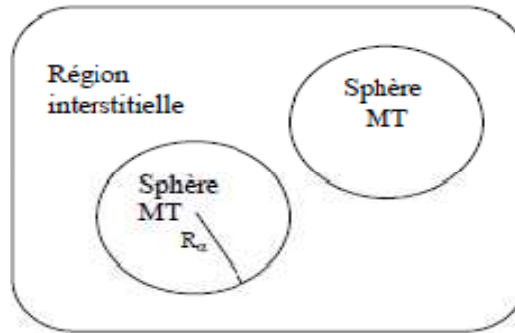 Région
interstitielle
Sphère
MT
Sphère
MT
Rα